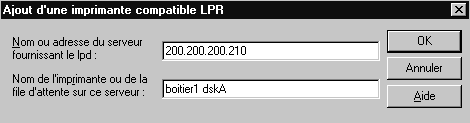 Ajout d'une imprimante compatible LPR
Nom ou adresse du serveur
fournissant le lpd :
200.200.200.210
OK
Annuler
Nom de l'imprimante ou de la
file d'attente sur ce serveur :
boitier1 dskA
Aide